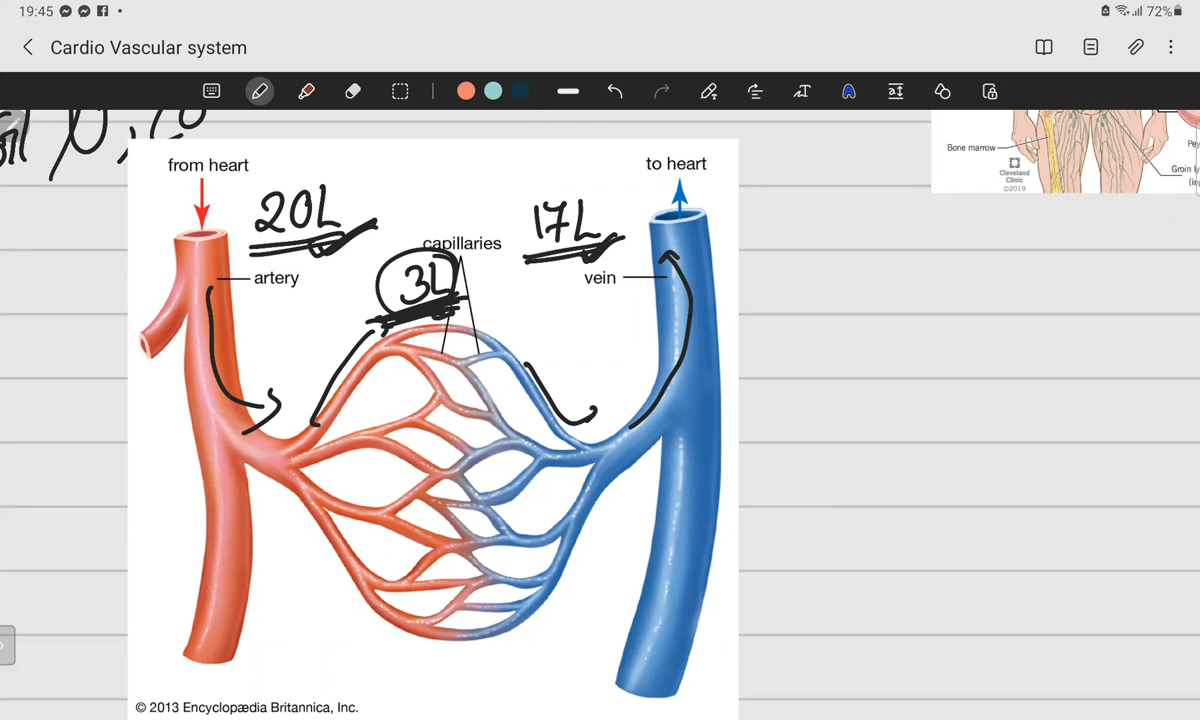 19:45
72%
Cardio Vascular system
from heart
to heart
20L
17L
capillaries
3L
artery
vein
© 2013 Encyclopædia Britannica, Inc.
Bone marrow
Cleveland
Clinic
©2019
Groin